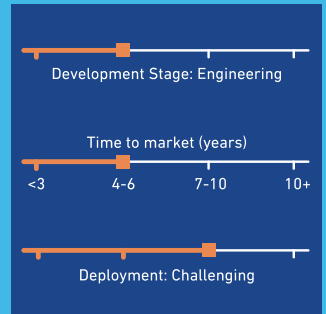 Development Stage: Engineering
Time to market (years)
<3 4-6 7-10 10+
Deployment: Challenging